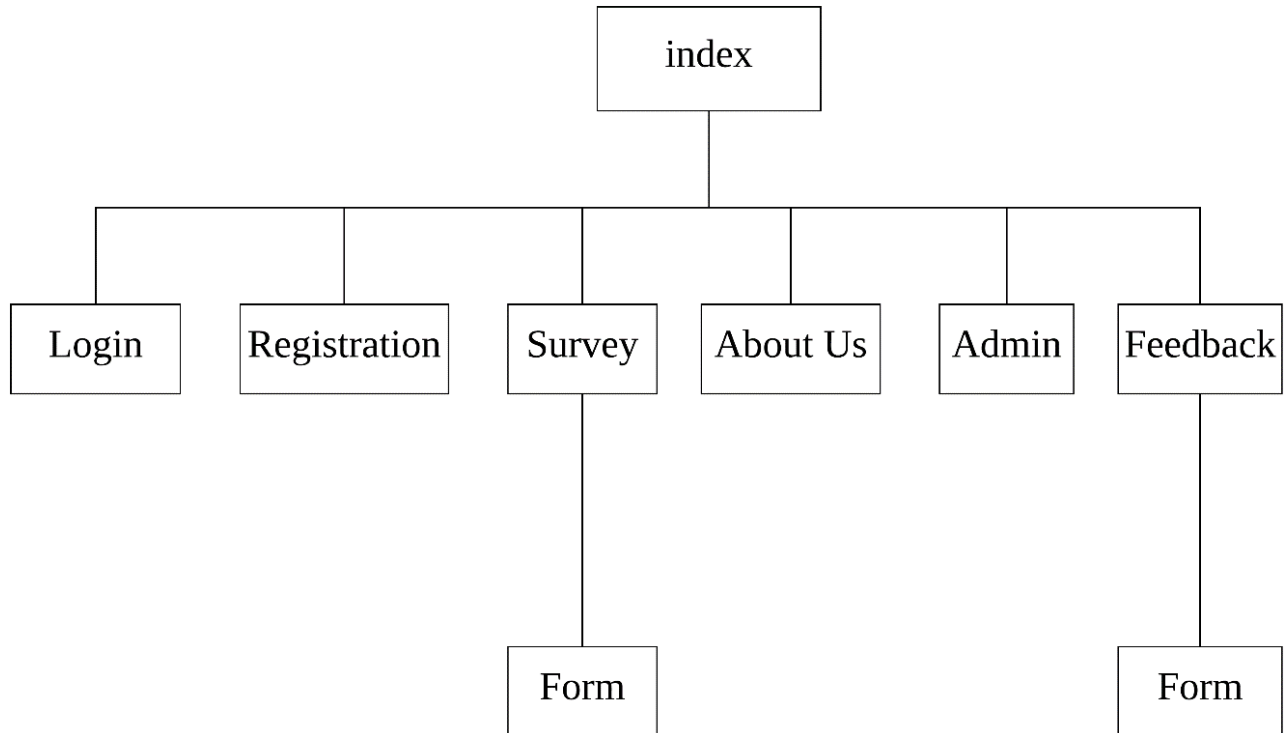 index
Login
Registration
Survey
About Us
Admin
Feedback
Form
Form